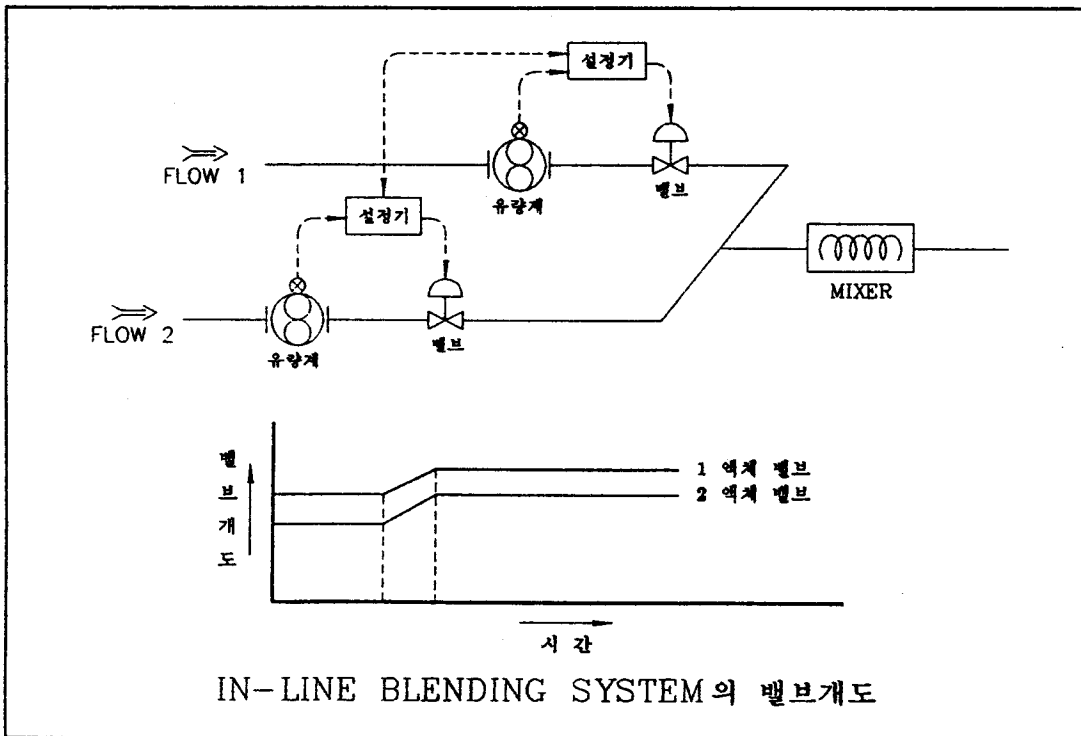 설정기
FLOW 1
유량계
밸브
설정기
FLOW 2
유량계
밸브
MIXER
밸브개도
1 액체 밸브
2 액체 밸브
시간
IN-LINE BLENDING SYSTEM의 밸브개도